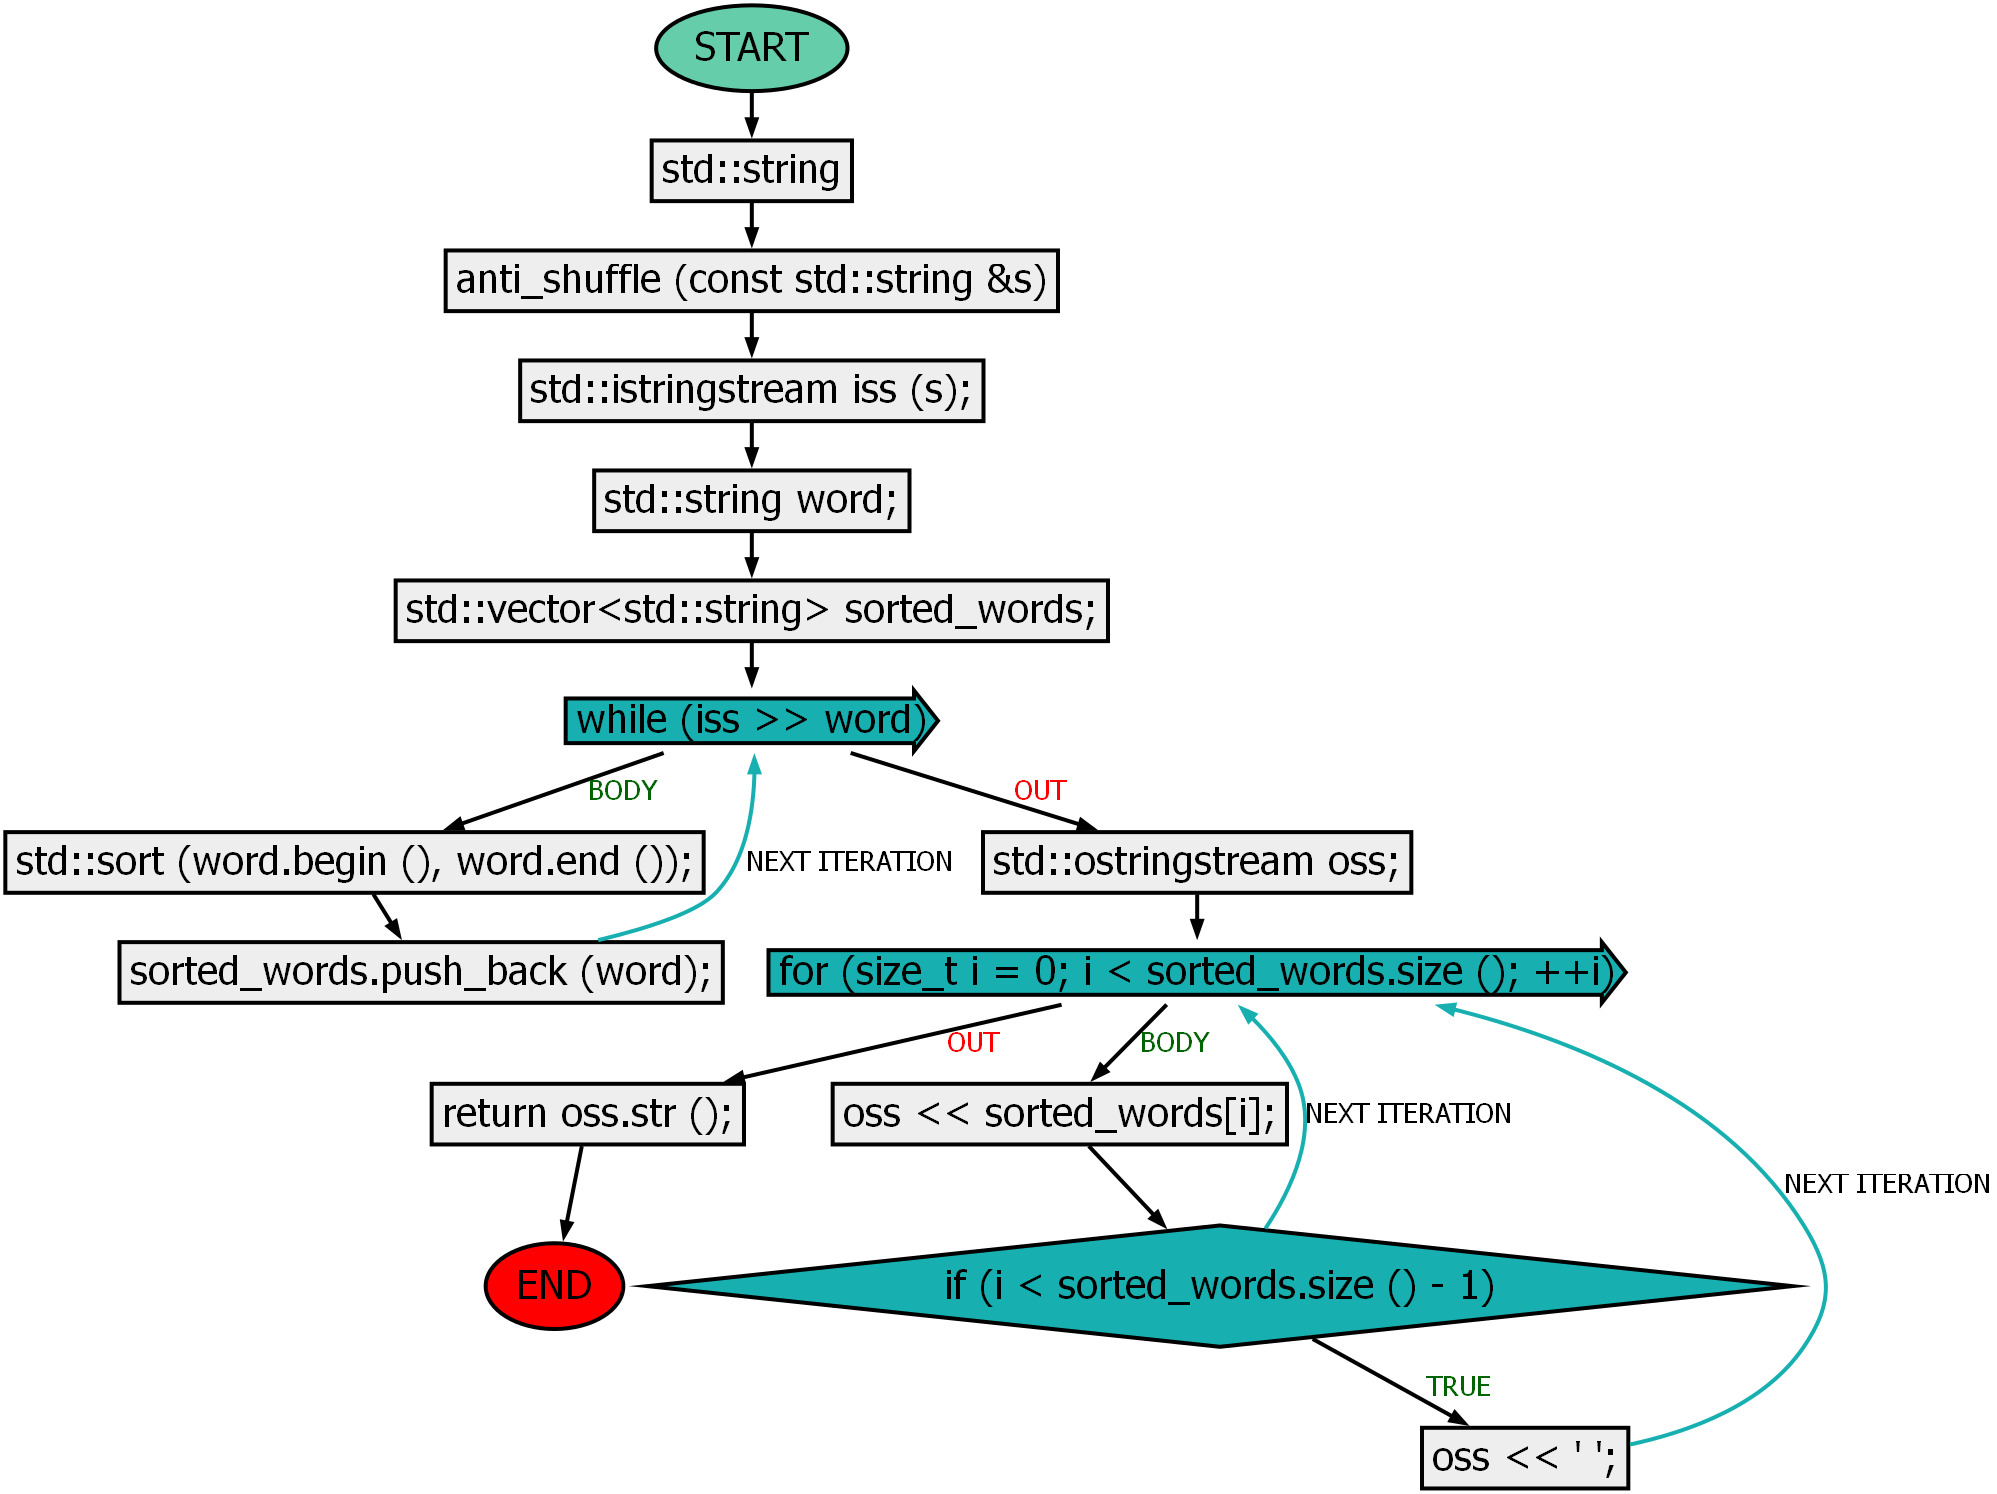 START
std::string
anti_shuffle (const std::string &s)
std::istringstream iss (s);
std::string word;
std::vector<std::string> sorted_words;
while (iss >> word)
BODY
OUT
std::sort (word.begin (), word.end ());
NEXT ITERATION
std::ostringstream oss;
sorted_words.push_back (word);
for (size_t i = 0; i < sorted_words.size (); ++i)
OUT
BODY
return oss.str ();
oss << sorted_words[i];
NEXT ITERATION
NEXT ITERATION
END
if (i < sorted_words.size () - 1)
TRUE
oss << ' ';